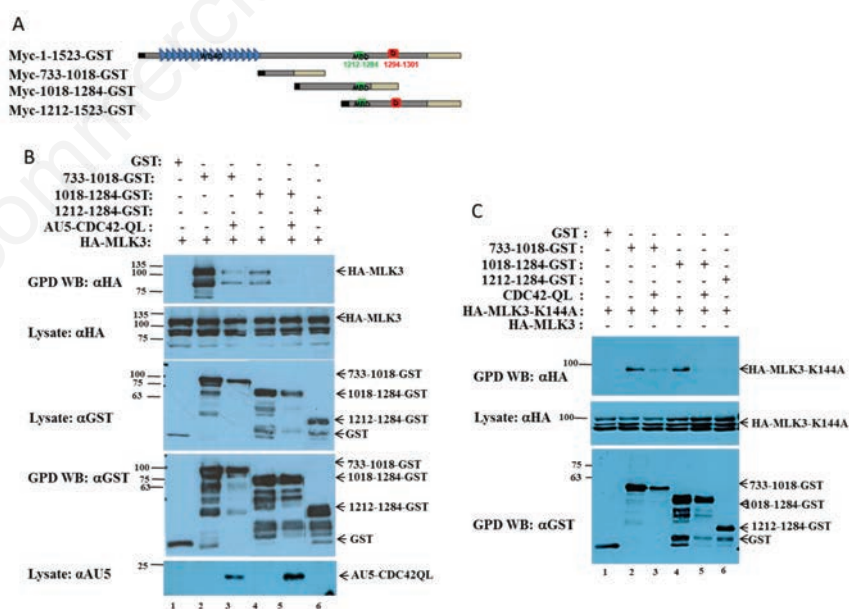 commerc
A
Myc-1-1523-GST
WD40
MBD
D
1212-1284
1294-1301
Myc-733-1018-GST
Myc-1018-1284-GST
MBD
Myc-1212-1523-GST
MBD
D
B
GST: + - - - - -
733-1018-GST: - + + - - -
1018-1284-GST: - - - + + -
1212-1284-GST: - - - - - +
AU5-CDC42-QL: - - + - + -
HA-MLK3: + + + + + +
GPD WB: αHA
135
100
75
HA-MLK3
Lysate: αHA
135
100
75
HA-MLK3
Lysate: αGST
100
75
63
733-1018-GST
1018-1284-GST
1212-1284-GST
GST
GPD WB: αGST
100
75
63
733-1018-GST
1018-1284-GST
1212-1284-GST
GST
Lysate: αAU5
25
AU5-CDC42QL
1 2 3 4 5 6
C
GST: + - - - - -
733-1018-GST: - + + - - -
1018-1284-GST: - - - + + -
1212-1284-GST: - - - - - +
CDC42-QL: - - + - + -
HA-MLK3-K144A: + + + + + +
HA-MLK3: - - - - - -
GPD WB: αHA
100
HA-MLK3-K144A
Lysate: αHA
100
HA-MLK3-K144A
GPD WB: αGST
75
63
733-1018-GST
1018-1284-GST
1212-1284-GST
GST
1 2 3 4 5 6